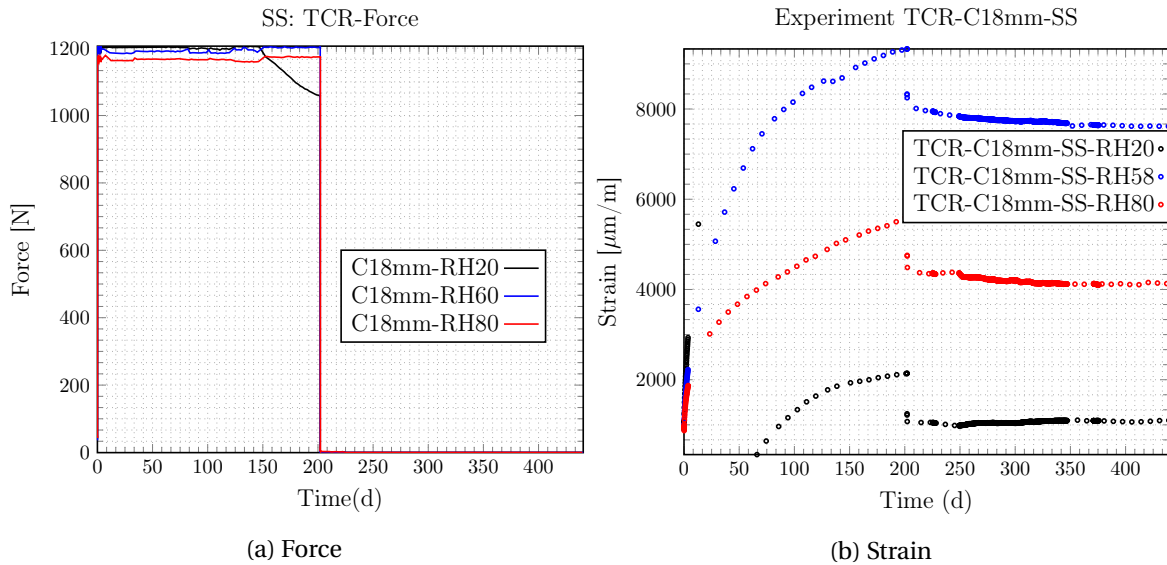 SS: TCR-Force
Experiment TCR-C18mm-SS
1200
1000
800
600
400
200
0
Force [N]
C18mm-RH20
C18mm-RH60
C18mm-RH80
0 50 100 150 200 250 300 350 400
Time(d)
(a) Force
8000
6000
4000
2000
Strain [μm/m]
TCR-C18mm-SS-RH20
TCR-C18mm-SS-RH58
TCR-C18mm-SS-RH80
0 50 100 150 200 250 300 350 400
Time (d)
(b) Strain